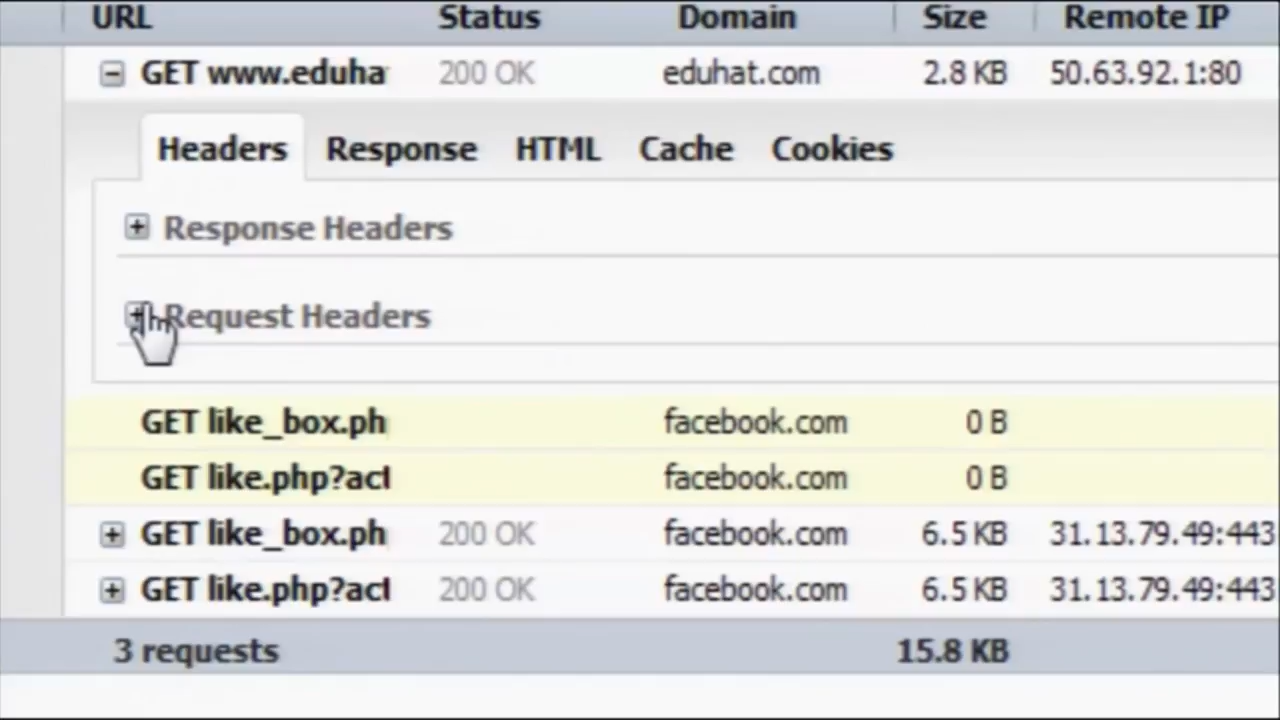 URL Status Domain Size Remote IP
GET www.eduha 200 OK eduhat.com 2.8 KB 50.63.92.1:80
Headers Response HTML Cache Cookies
Response Headers
Request Headers
GET like_box.ph facebook.com 0 B
GET like.php?act facebook.com 0 B
GET like_box.ph 200 OK facebook.com 6.5 KB 31.13.79.49:443
GET like.php?act 200 OK facebook.com 6.5 KB 31.13.79.49:443
3 requests 15.8 KB